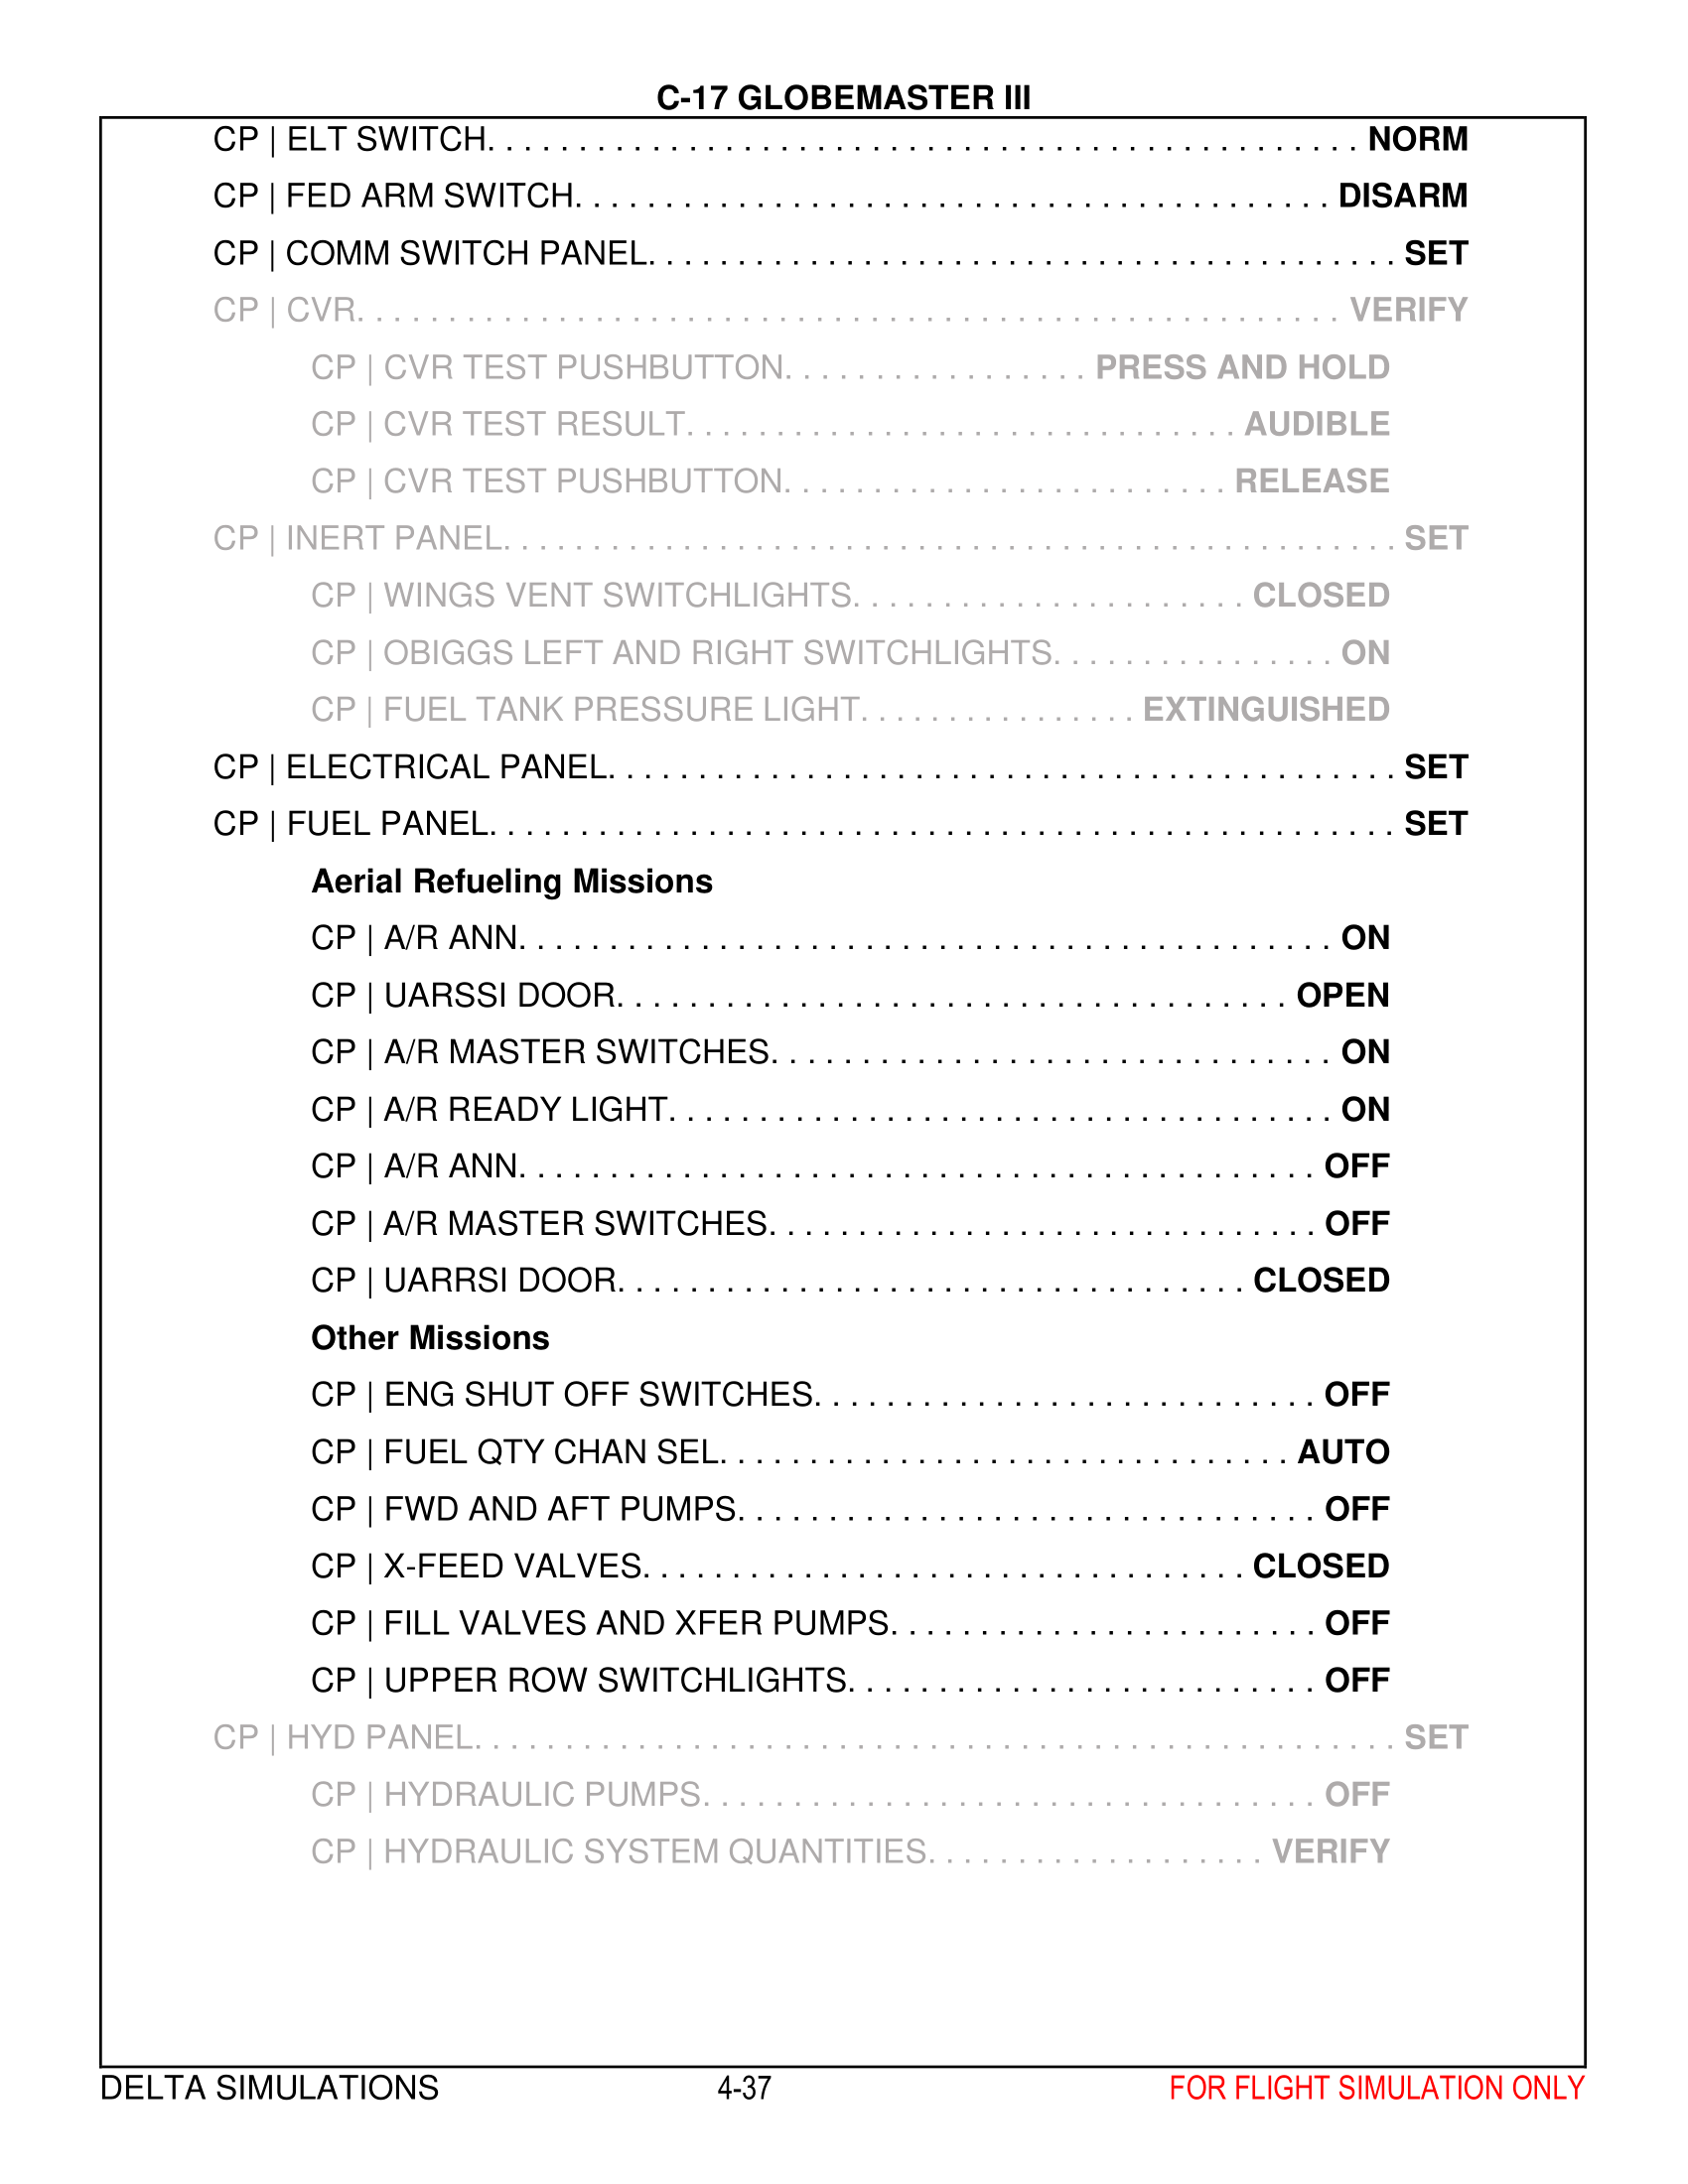 C-17 GLOBEMASTER III
CP | ELT SWITCH. . . . . . . . . . . . . . . . . . . . . . . . . . . . . . . . . . . . . . . . . . . . . . . . NORM
CP | FED ARM SWITCH. . . . . . . . . . . . . . . . . . . . . . . . . . . . . . . . . . . . . . . . . . DISARM
CP | COMM SWITCH PANEL. . . . . . . . . . . . . . . . . . . . . . . . . . . . . . . . . . . . . . . . . . SET
CP | CVR. . . . . . . . . . . . . . . . . . . . . . . . . . . . . . . . . . . . . . . . . . . . . . . . . . . . . . VERIFY
CP | CVR TEST PUSHBUTTON. . . . . . . . . . . . . . . . . PRESS AND HOLD
CP | CVR TEST RESULT. . . . . . . . . . . . . . . . . . . . . . . . . . . . . . . AUDIBLE
CP | CVR TEST PUSHBUTTON. . . . . . . . . . . . . . . . . . . . . . . . . RELEASE
CP | INERT PANEL. . . . . . . . . . . . . . . . . . . . . . . . . . . . . . . . . . . . . . . . . . . . . . . . . . SET
CP | WINGS VENT SWITCHLIGHTS. . . . . . . . . . . . . . . . . . . . . . CLOSED
CP | OBIGGS LEFT AND RIGHT SWITCHLIGHTS. . . . . . . . . . . . . . . . ON
CP | FUEL TANK PRESSURE LIGHT. . . . . . . . . . . . . . . EXTINGUISHED
CP | ELECTRICAL PANEL. . . . . . . . . . . . . . . . . . . . . . . . . . . . . . . . . . . . . . . . . . . . SET
CP | FUEL PANEL. . . . . . . . . . . . . . . . . . . . . . . . . . . . . . . . . . . . . . . . . . . . . . . . . . SET
Aerial Refueling Missions
CP | A/R ANN. . . . . . . . . . . . . . . . . . . . . . . . . . . . . . . . . . . . . . . . . . . . . ON
CP | UARSSI DOOR. . . . . . . . . . . . . . . . . . . . . . . . . . . . . . . . . . . . . OPEN
CP | A/R MASTER SWITCHES. . . . . . . . . . . . . . . . . . . . . . . . . . . . . . . ON
CP | A/R READY LIGHT. . . . . . . . . . . . . . . . . . . . . . . . . . . . . . . . . . . . . ON
CP | A/R ANN. . . . . . . . . . . . . . . . . . . . . . . . . . . . . . . . . . . . . . . . . . . . OFF
CP | A/R MASTER SWITCHES. . . . . . . . . . . . . . . . . . . . . . . . . . . . . . OFF
CP | UARRSI DOOR. . . . . . . . . . . . . . . . . . . . . . . . . . . . . . . . . . . CLOSED
Other Missions
CP | ENG SHUT OFF SWITCHES. . . . . . . . . . . . . . . . . . . . . . . . . . . . OFF
CP | FUEL QTY CHAN SEL. . . . . . . . . . . . . . . . . . . . . . . . . . . . . . . . AUTO
CP | FWD AND AFT PUMPS. . . . . . . . . . . . . . . . . . . . . . . . . . . . . . . . OFF
CP | X-FEED VALVES. . . . . . . . . . . . . . . . . . . . . . . . . . . . . . . . . . CLOSED
CP | FILL VALVES AND XFER PUMPS. . . . . . . . . . . . . . . . . . . . . . . . OFF
CP | UPPER ROW SWITCHLIGHTS. . . . . . . . . . . . . . . . . . . . . . . . . . OFF
CP | HYD PANEL. . . . . . . . . . . . . . . . . . . . . . . . . . . . . . . . . . . . . . . . . . . . . . . . . . . SET
CP | HYDRAULIC PUMPS. . . . . . . . . . . . . . . . . . . . . . . . . . . . . . . . . . OFF
CP | HYDRAULIC SYSTEM QUANTITIES. . . . . . . . . . . . . . . . . . . VERIFY
DELTA SIMULATIONS 4-37 FOR FLIGHT SIMULATION ONLY